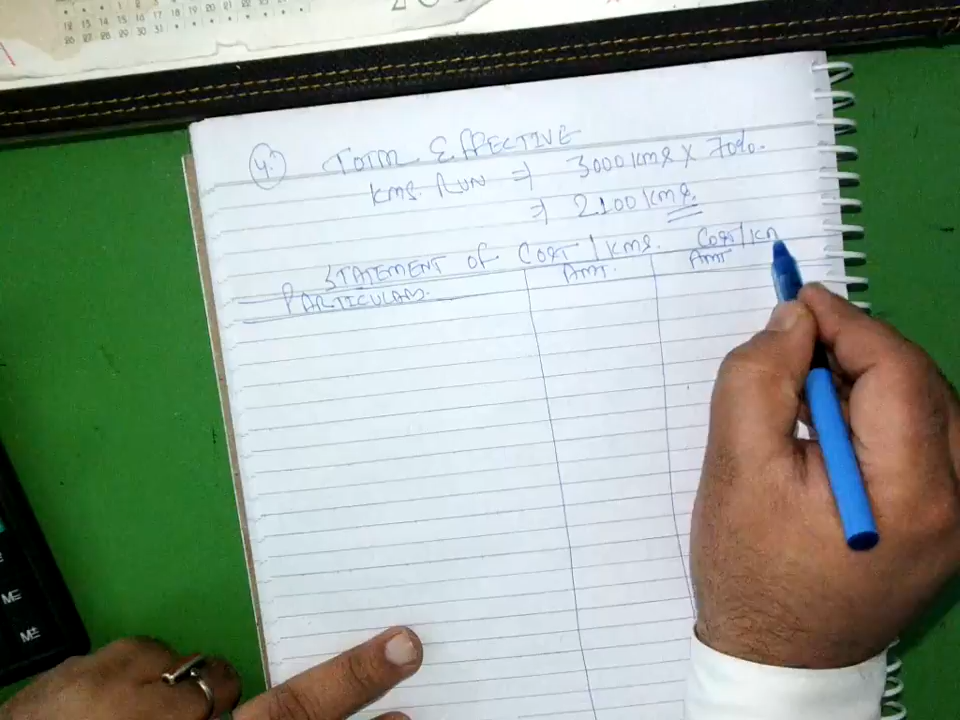 4.) TOTAL EFFECTIVE
KMS. RUN ⇒ 3000 KMS X 70%.
⇒ 2100 KMS.
STATEMENT OF COST / KMS.
PARTICULARS. AMT. COST/KM
AMT
M=
M=